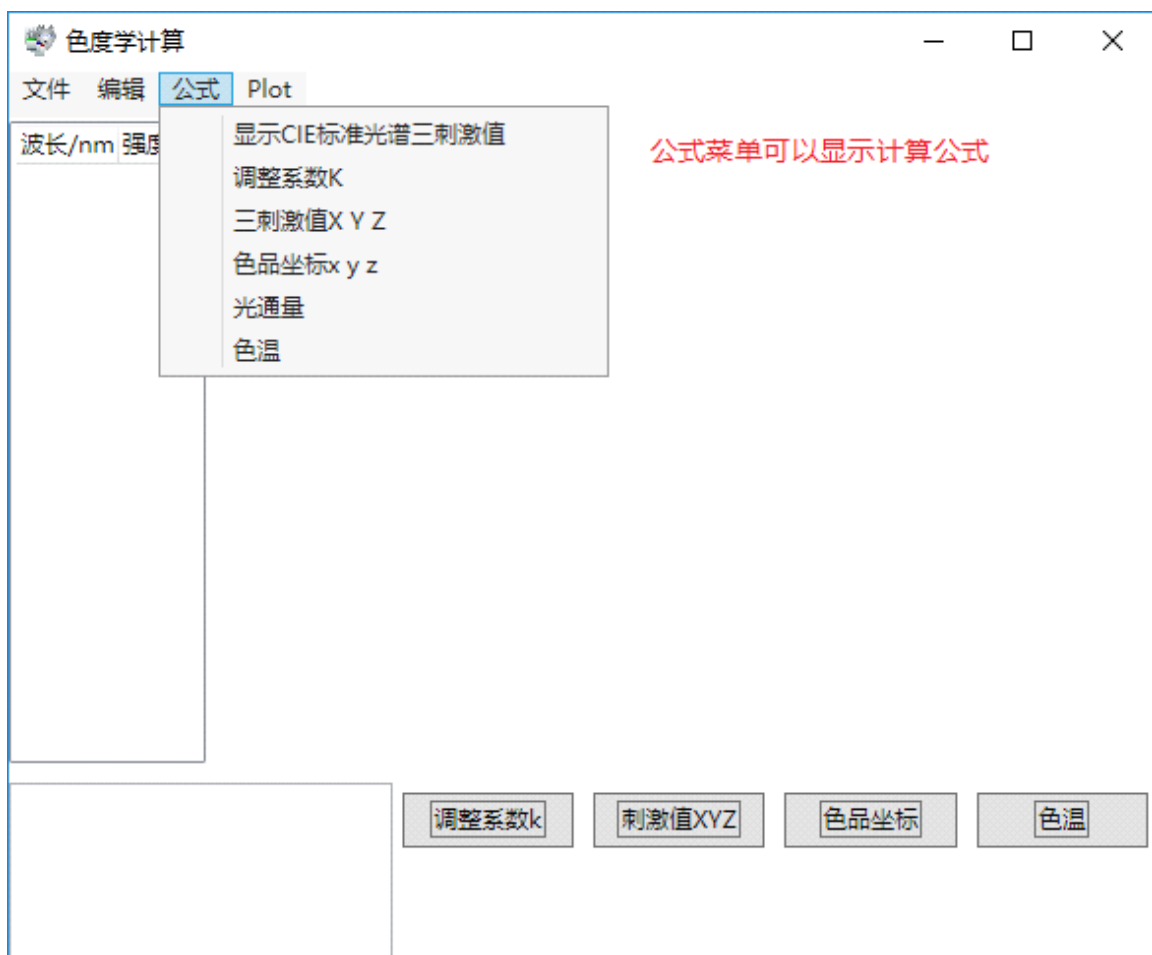 色度学计算
文件 编辑 公式 Plot
波长/nm 强度
显示CIE标准光谱三刺激值
公式菜单可以显示计算公式
调整系数K
三刺激值X Y Z
色品坐标x y z
光通量
色温
调整系数k 刺激值XYZ 色品坐标 色温